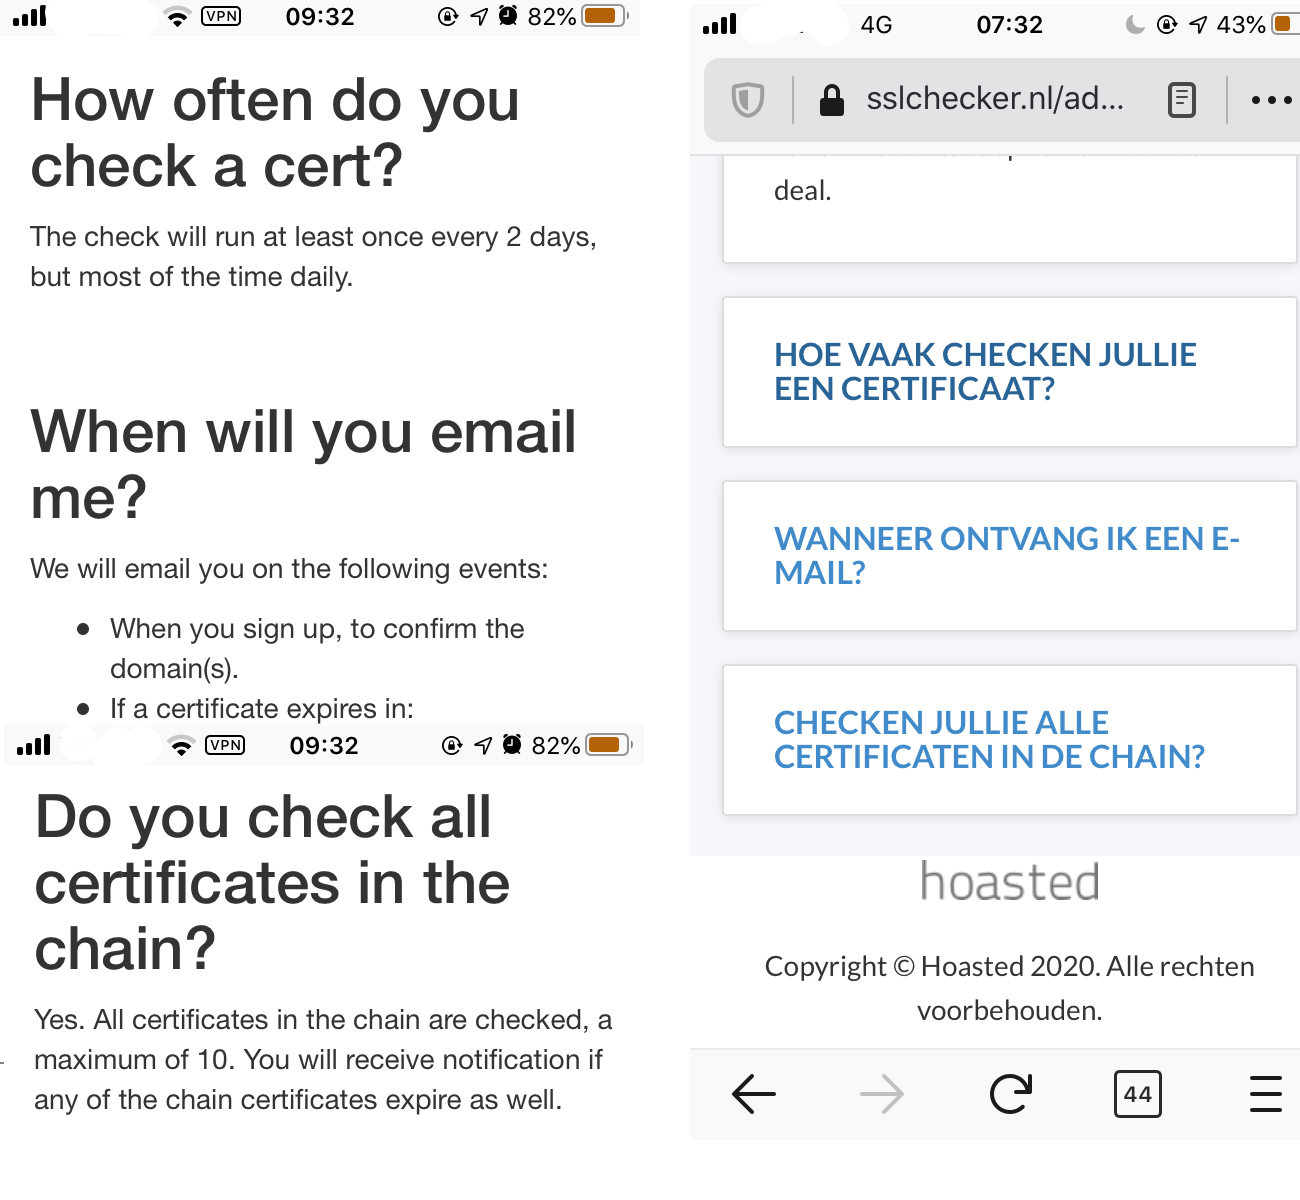 VPN 09:32 82%
How often do you
check a cert?
The check will run at least once every 2 days,
but most of the time daily.
When will you email
me?
We will email you on the following events:
• When you sign up, to confirm the
domain(s).
• If a certificate expires in:
VPN 09:32 82%
Do you check all
certificates in the
chain?
Yes. All certificates in the chain are checked, a
maximum of 10. You will receive notification if
any of the chain certificates expire as well.
4G 07:32 43%
sslchecker.nl/ad...
deal.
HOE VAAK CHECKEN JULLIE
EEN CERTIFICAAT?
WANNEER ONTVANG IK EEN E-
MAIL?
CHECKEN JULLIE ALLE
CERTIFICATEN IN DE CHAIN?
hoasted
Copyright © Hoasted 2020. Alle rechten
voorbehouden.
44